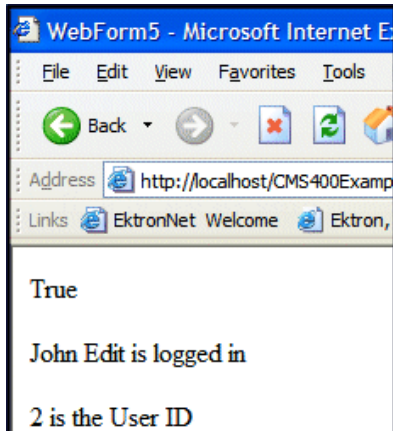 WebForm5 - Microsoft Internet E
File Edit View Favorites Tools
Back
Address http://localhost/CMS400Examp
Links EktronNet Welcome Ektron,
True
John Edit is logged in
2 is the User ID